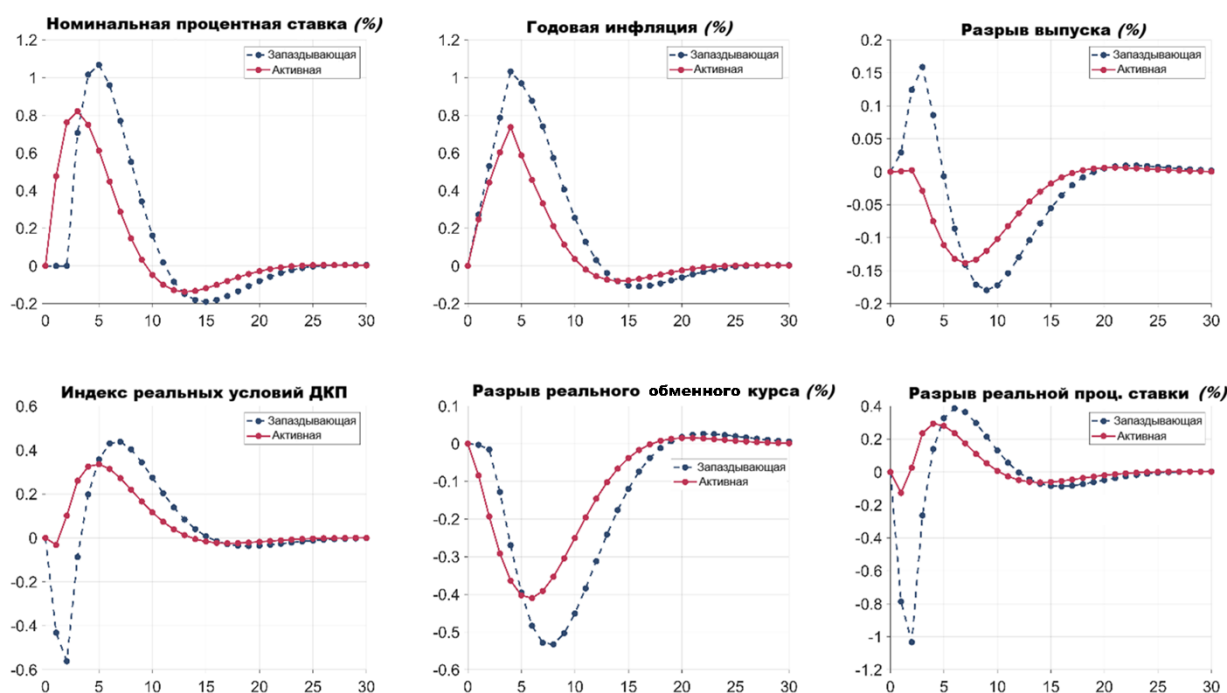 Номинальная процентная ставка (%)
1.2
1
0.8
0.6
0.4
0.2
0
-0.2
0 5 10 15 20 25 30
Запаздывающая
Активная
Годовая инфляция (%)
1.2
1
0.8
0.6
0.4
0.2
0
-0.2
0 5 10 15 20 25 30
Запаздывающая
Активная
Разрыв выпуска (%)
0.2
0.15
0.1
0.05
0
-0.05
-0.1
-0.15
-0.2
0 5 10 15 20 25 30
Запаздывающая
Активная
Индекс реальных условий ДКП
0.6
0.4
0.2
0
-0.2
-0.4
-0.6
0 5 10 15 20 25 30
Запаздывающая
Активная
Разрыв реального обменного курса (%)
0.1
0
-0.1
-0.2
-0.3
-0.4
-0.5
-0.6
0 5 10 15 20 25 30
Запаздывающая
Активная
Разрыв реальной проц. ставки (%)
0.4
0.2
0
-0.2
-0.4
-0.6
-0.8
-1
-1.2
0 5 10 15 20 25 30
Запаздывающая
Активная